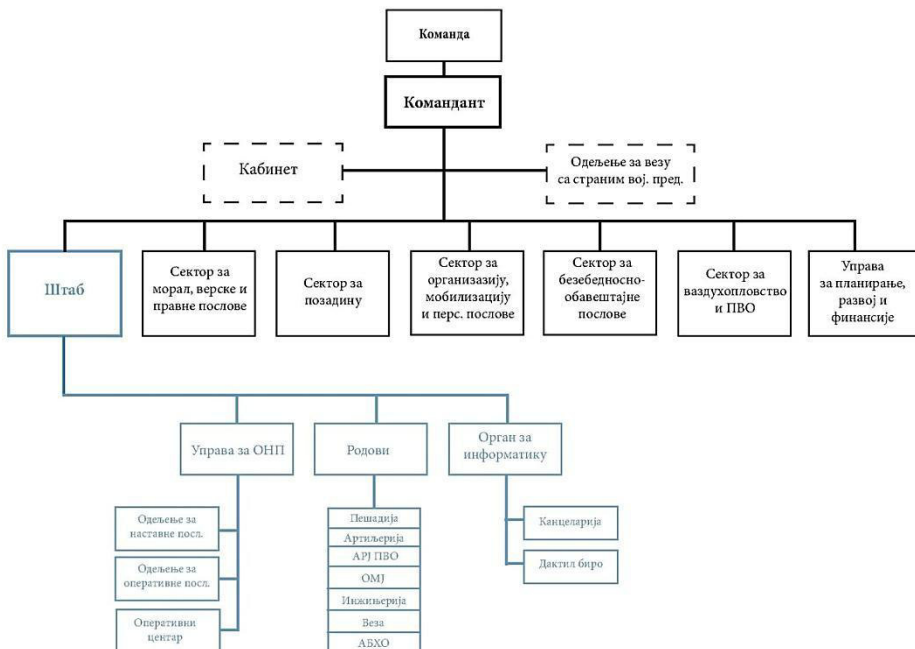 Команда
Командант
Кабинет
Одељење за везу
са страним вој. пред.
Штаб
Сектор за
морал, верске и
правне послове
Сектор за
позадину
Сектор за
организазију,
мобилизацију
и перс. послове
Сектор за
безебедносно-
обавештајне
послове
Сектор за
ваздухопловство
и ПВО
Управа
за планирање,
развој и
финансије
Управа за ОНП
Родови
Орган за
информатику
Одељење за
наставне посл.
Одељење за
оперативне посл.
Оперативни
центар
Пешадија
Артиљерија
АРЈ ПВО
ОМЈ
Инжињерија
Веза
АБХО
Канцеларија
Дактил биро